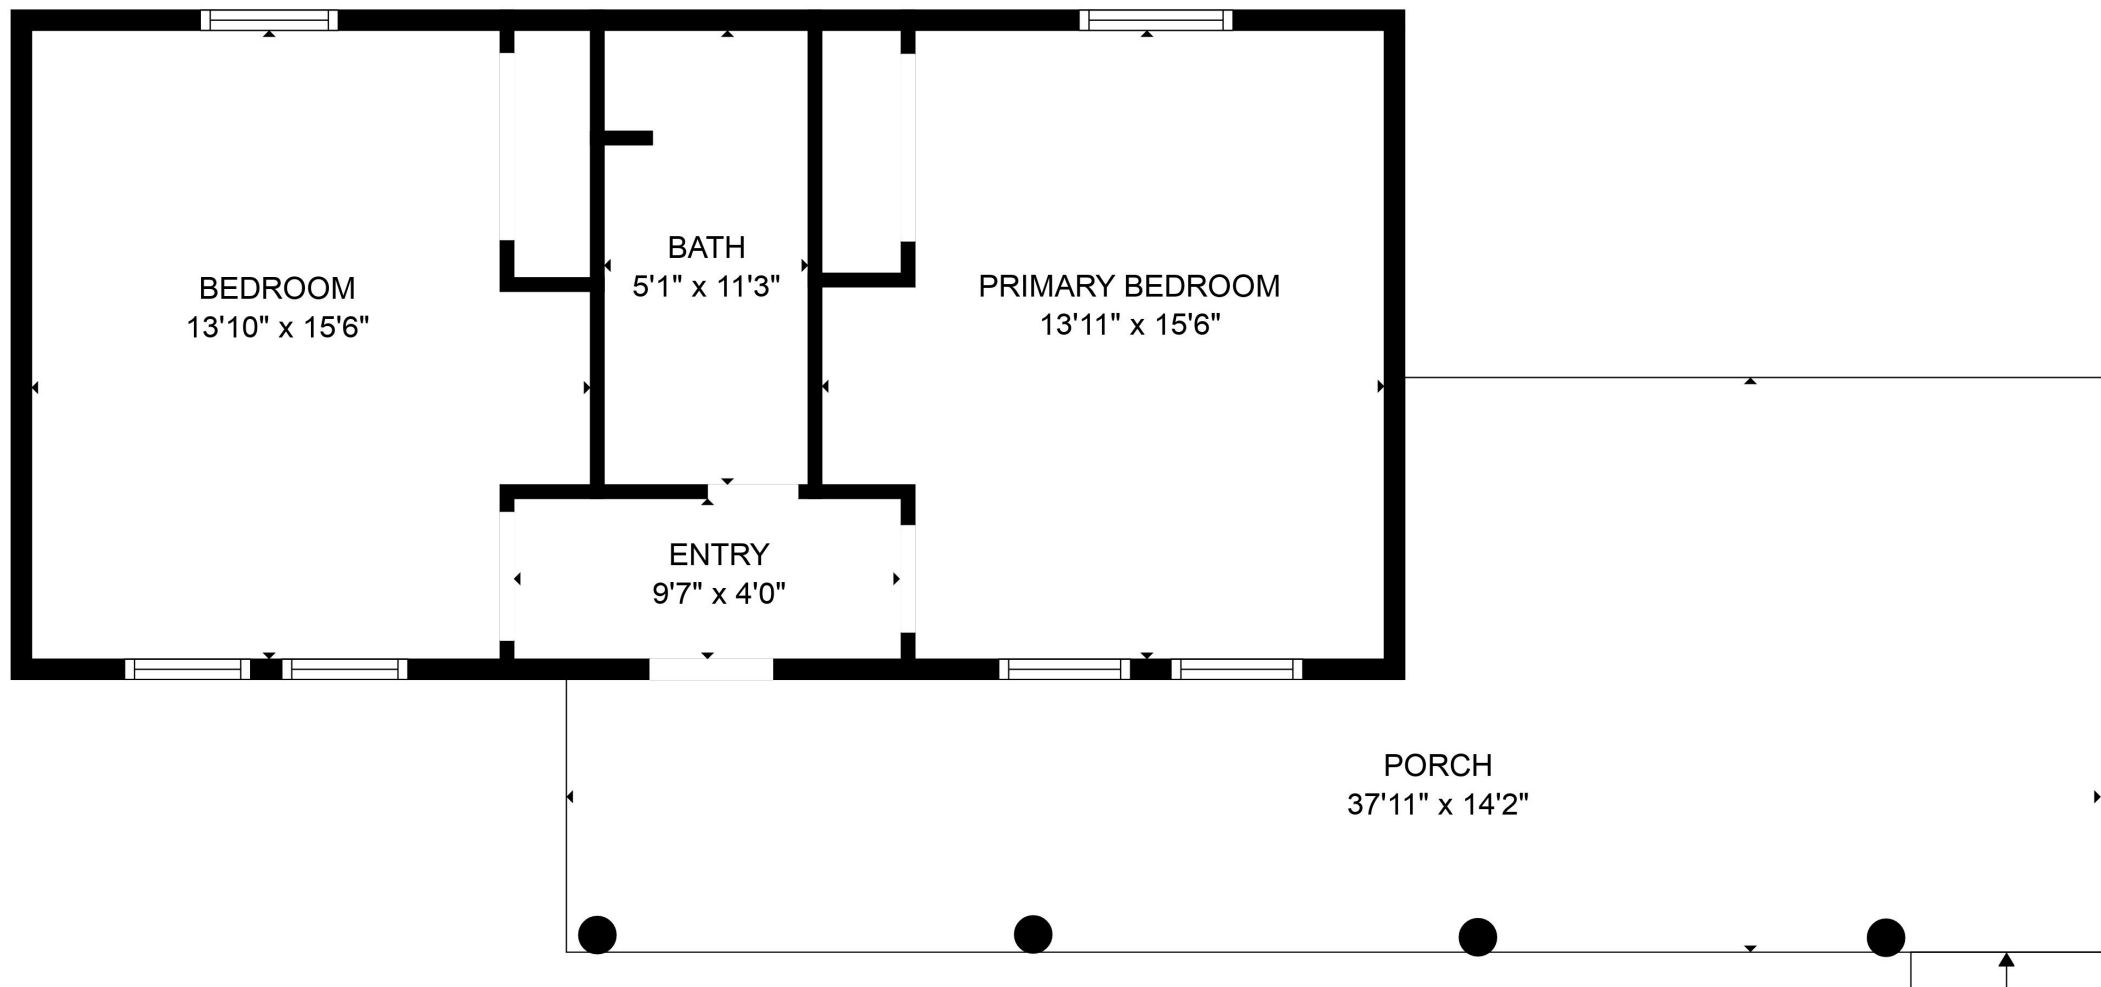 BEDROOM
13'10" x 15'6"
BATH
5'1" x 11'3"
PRIMARY BEDROOM
13'11" x 15'6"
ENTRY
9'7" x 4'0"
PORCH
37'11" x 14'2"